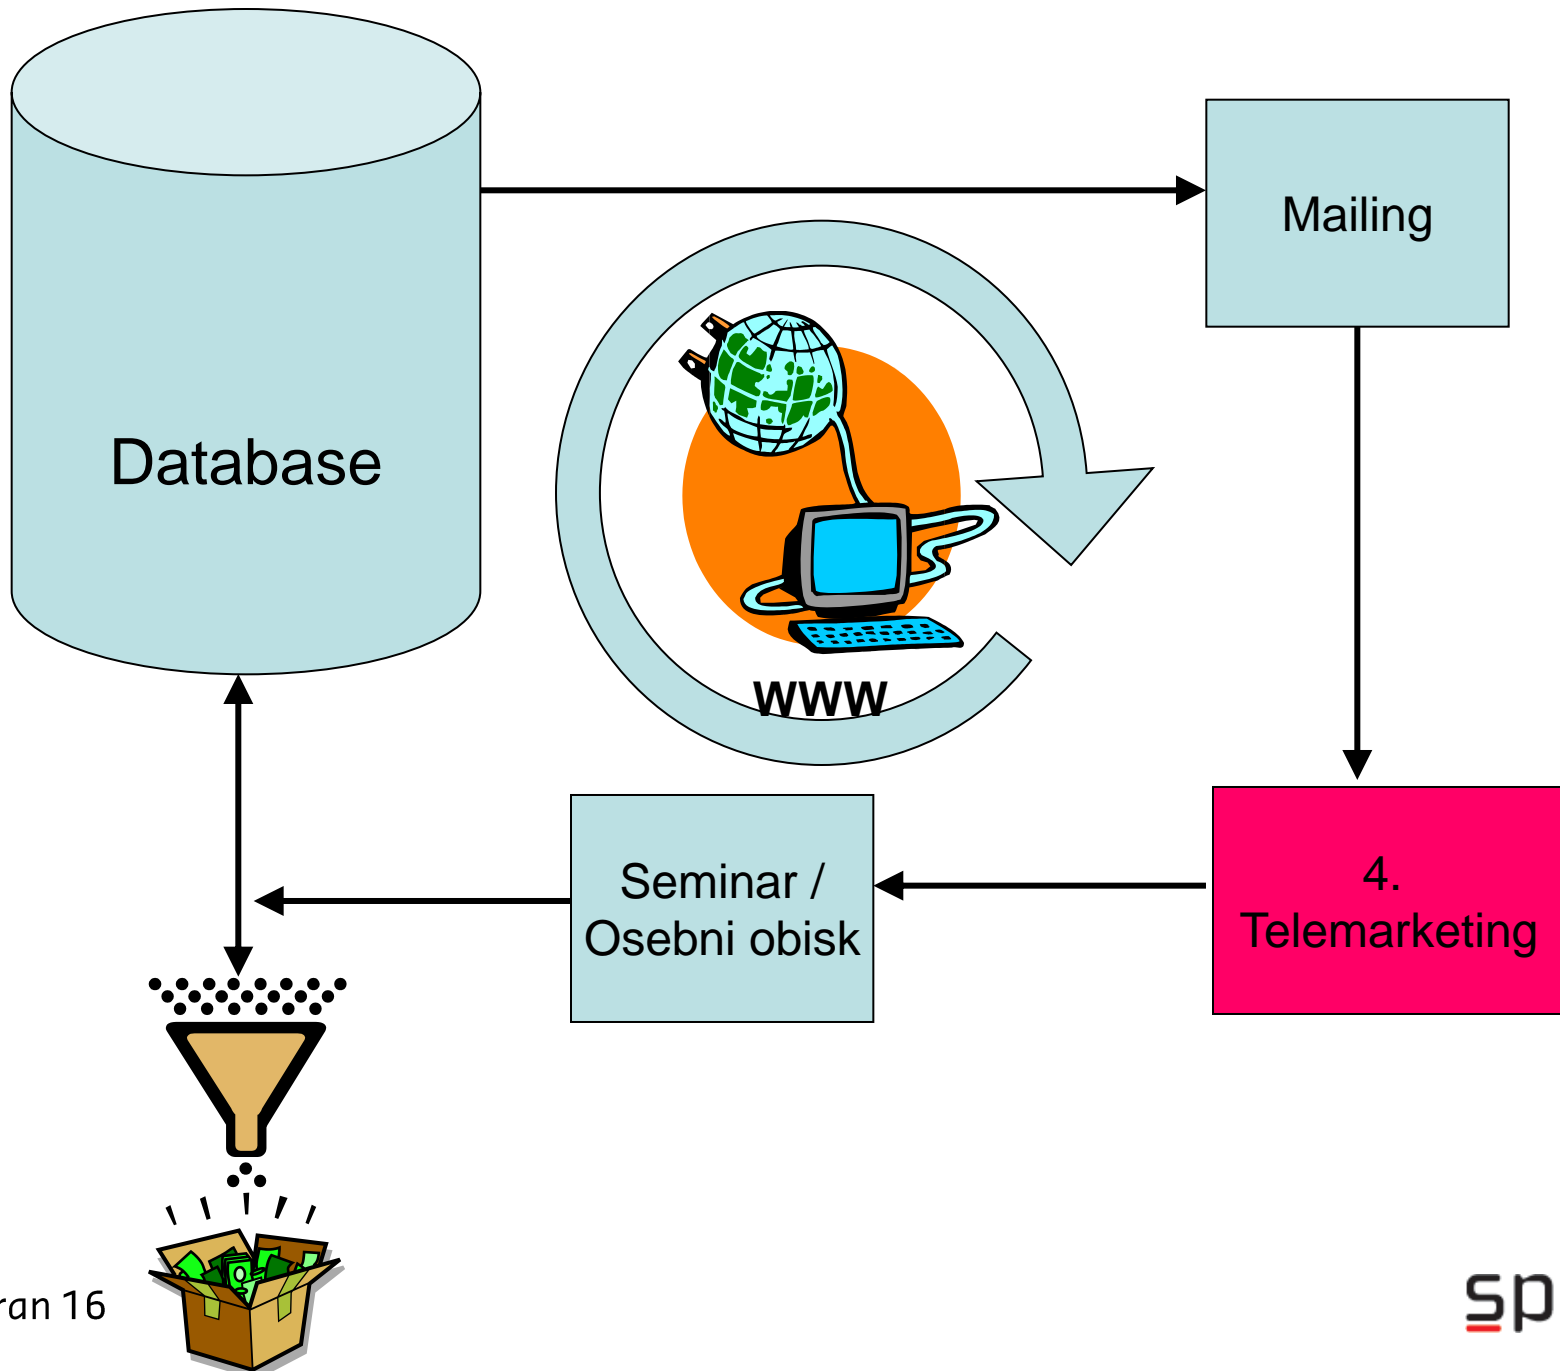 Database
Mailing
www
Seminar /
Osebni obisk
4.
Telemarketing
ran 16
sp